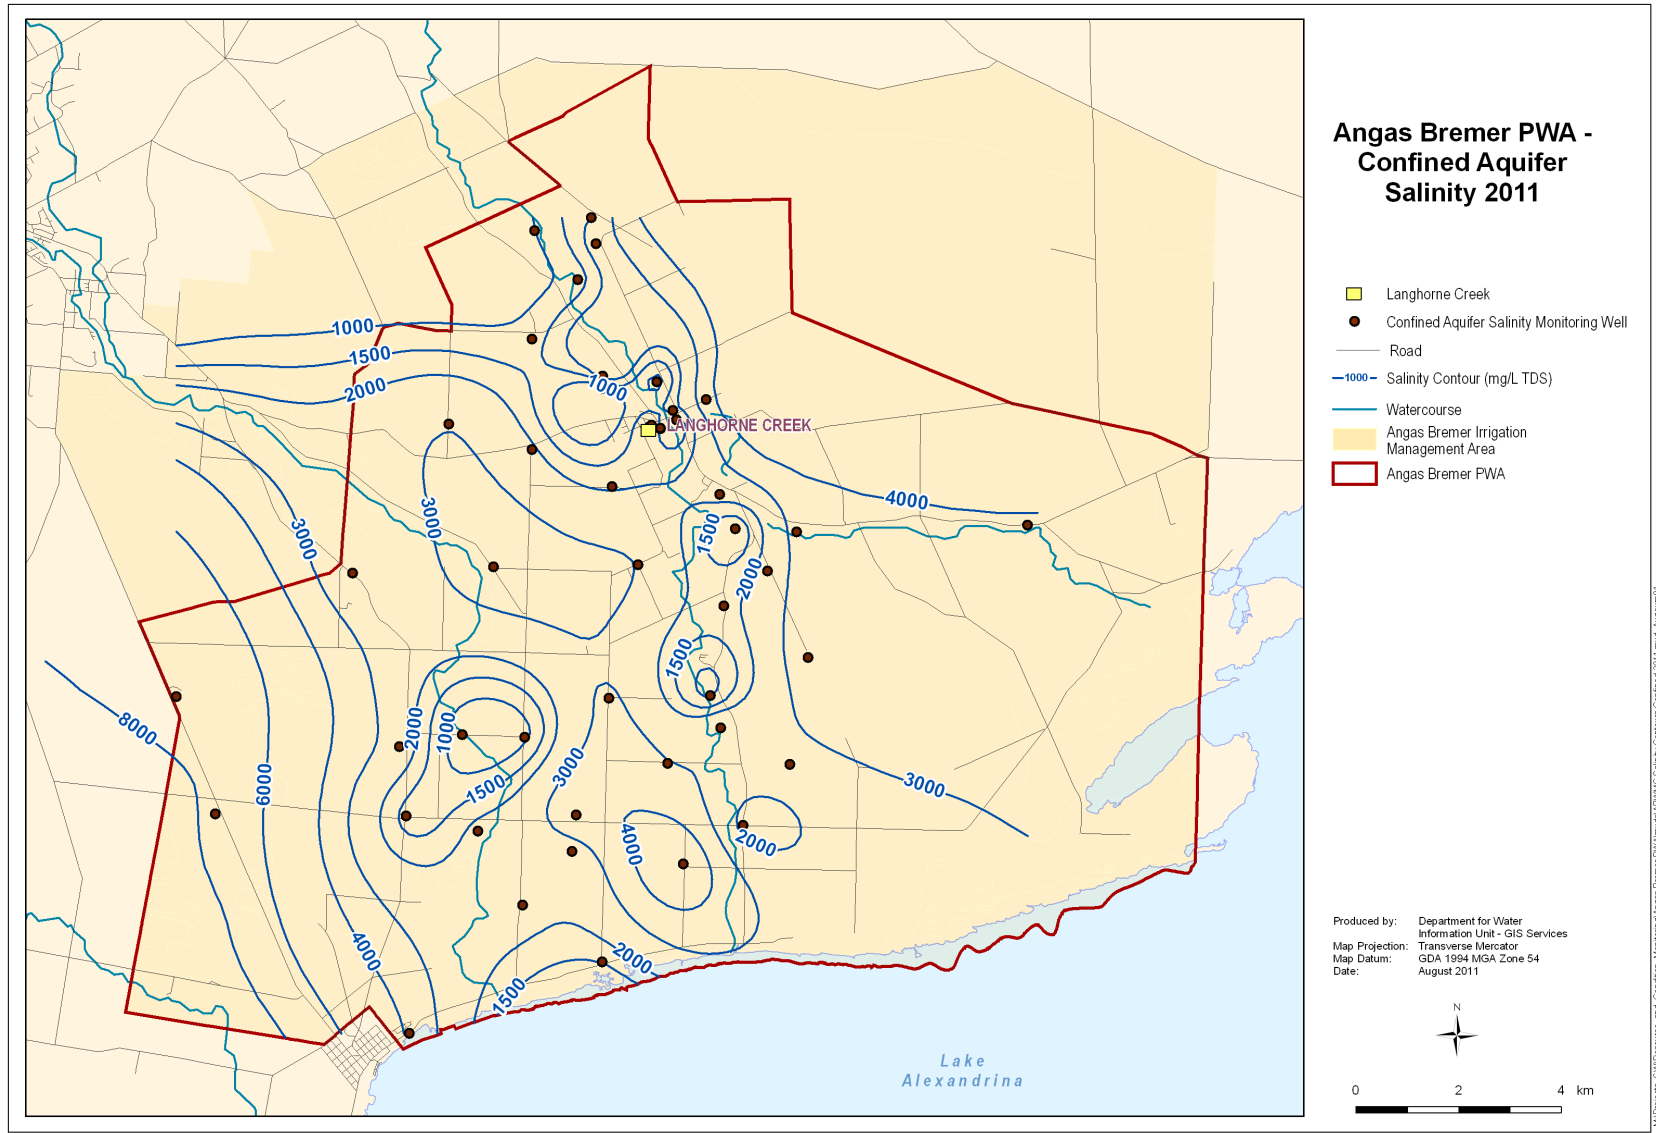 Angas Bremer PWA -
Confined Aquifer
Salinity 2011
Langhorne Creek
Confined Aquifer Salinity Monitoring Well
Road
1000
Salinity Contour (mg/L TDS)
Watercourse
Angas Bremer Irrigation
Management Area
Angas Bremer PWA
1000
1500
2000
1000
LANGHORNE CREEK
3000
3000
4000
1500
2000
1500
8000
6000
2000
1000
1500
3000
4000
2000
3000
4000
2000
1500
Lake
Alexandrina
Produced by: Department for Water
Information Unit - GIS Services
Map Projection: Transverse Mercator
Map Datum: GDA 1994 MGA Zone 54
Date: August 2011
N
0 2 4 km